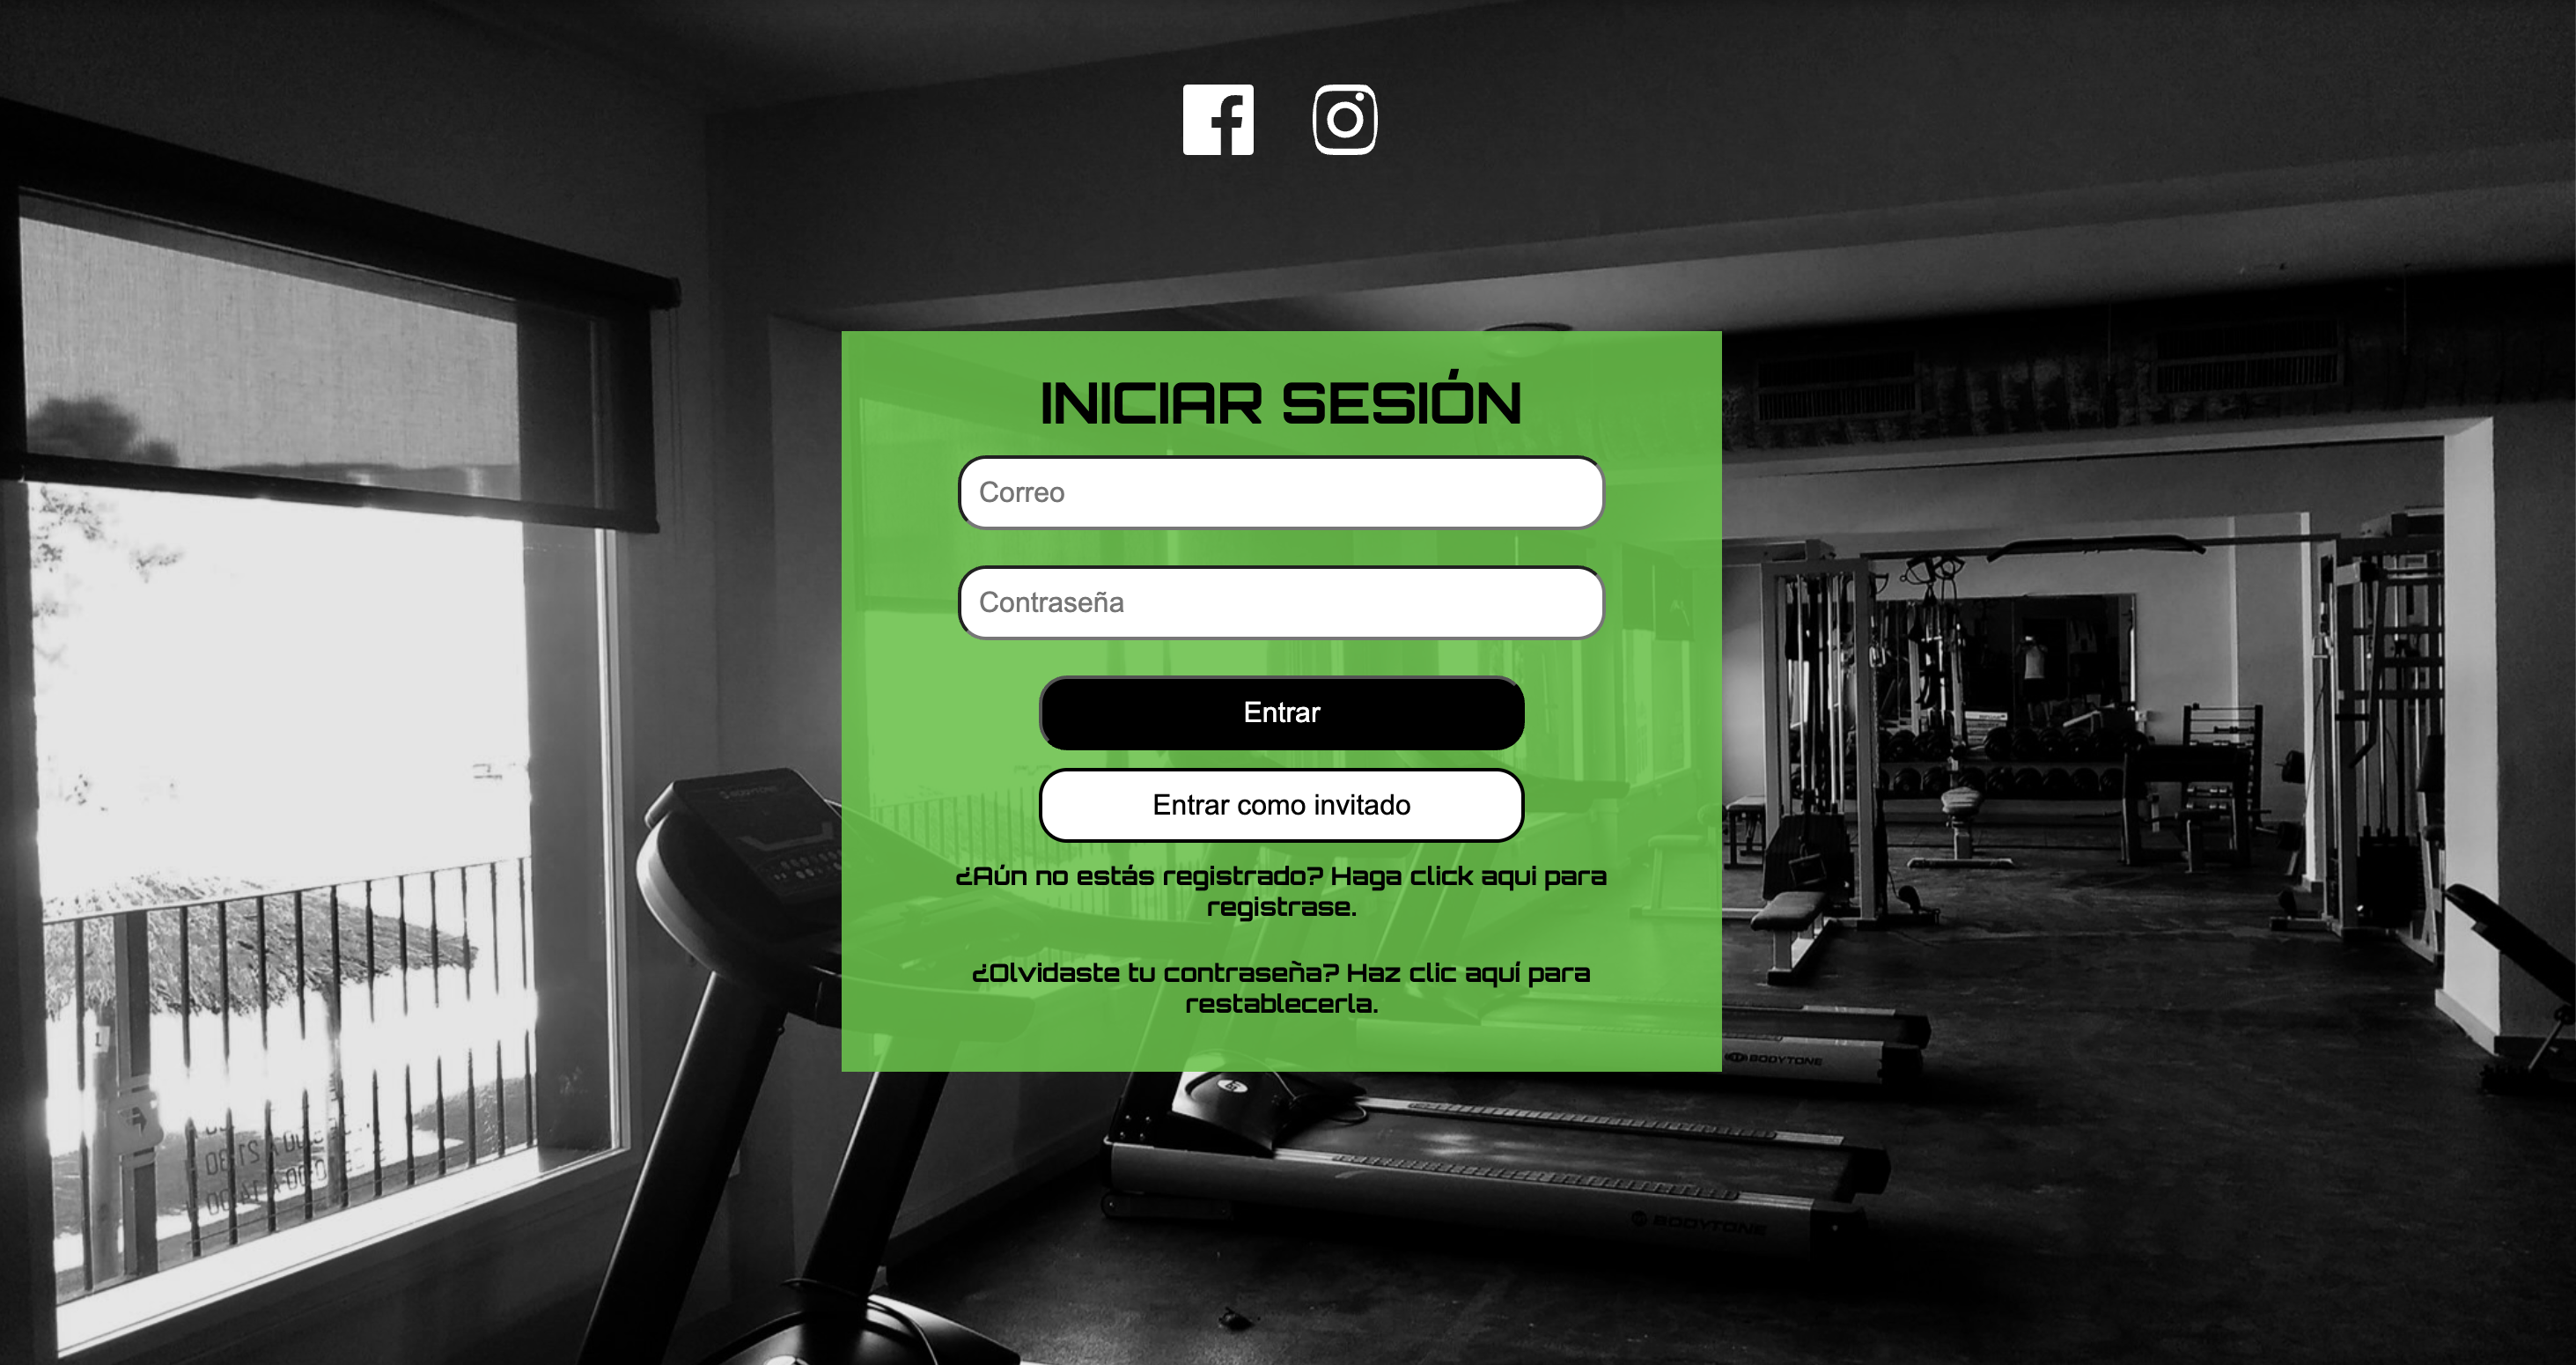 INICIAR SESIÓN
Correo
Contraseña
Entrar
Entrar como invitado
¿Aún no estás registrado? Haga click aqui para
registrase.
¿Olvidaste tu contraseña? Haz clic aquí para
restablecerla.
BODYTONE
BODYTONE